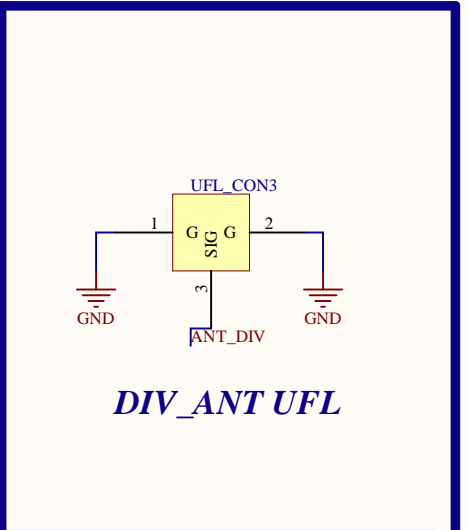 UFL_CON3
1 G SIG G 2
3
GND GND
ANT_DIV
DIV_ANT UFL